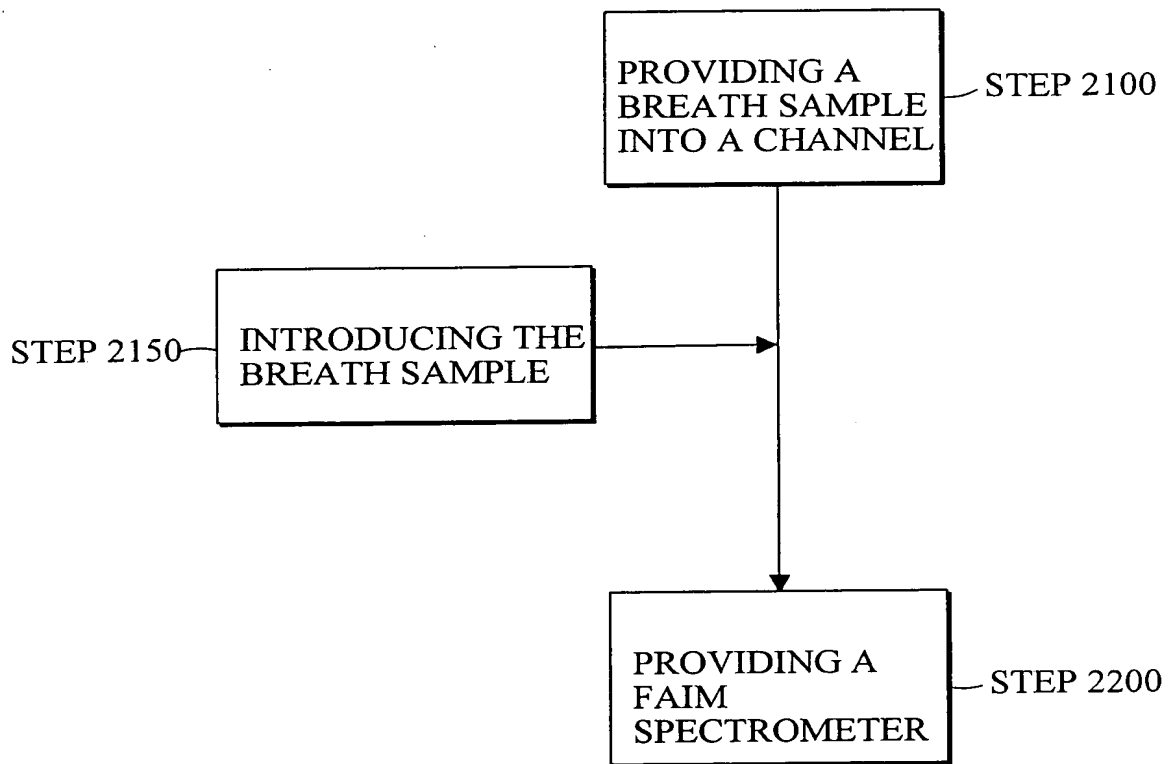 PROVIDING A
BREATH SAMPLE
INTO A CHANNEL
STEP 2100
STEP 2150
INTRODUCING THE
BREATH SAMPLE
PROVIDING A
FAIM
SPECTROMETER
STEP 2200